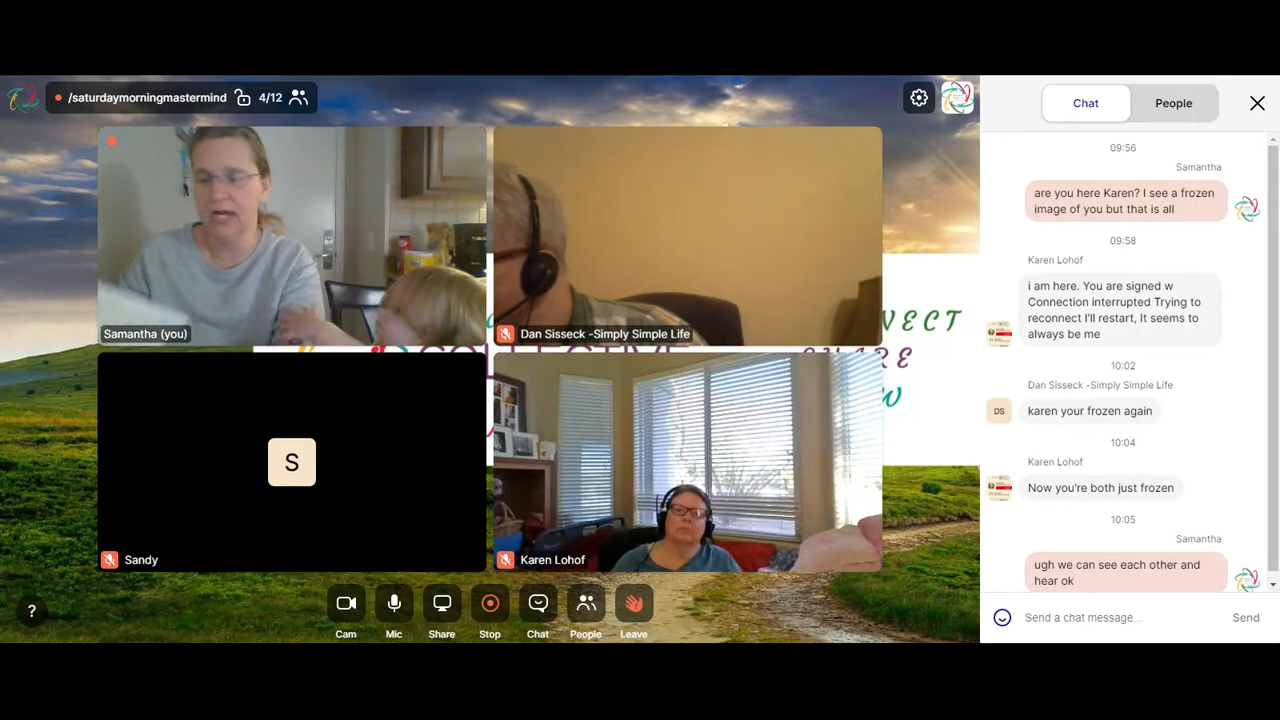 /saturdaymorningmastermind 4/12
Samantha (you)
Dan Sisseck -Simply Simple Life
S
Sandy
Karen Lohof
NECT
?
Cam
Mic
Share
Stop
Chat
People
Leave
Chat
People
09:56
Samantha
are you here Karen? I see a frozen
image of you but that is all
09:58
Karen Lohof
i am here. You are signed w
Connection interrupted Trying to
reconnect I'll restart, It seems to
always be me
10:02
Dan Sisseck -Simply Simple Life
DS
karen your frozen again
10:04
Karen Lohof
Now you're both just frozen
10:05
Samantha
ugh we can see each other and
hear ok
Send a chat message...
Send